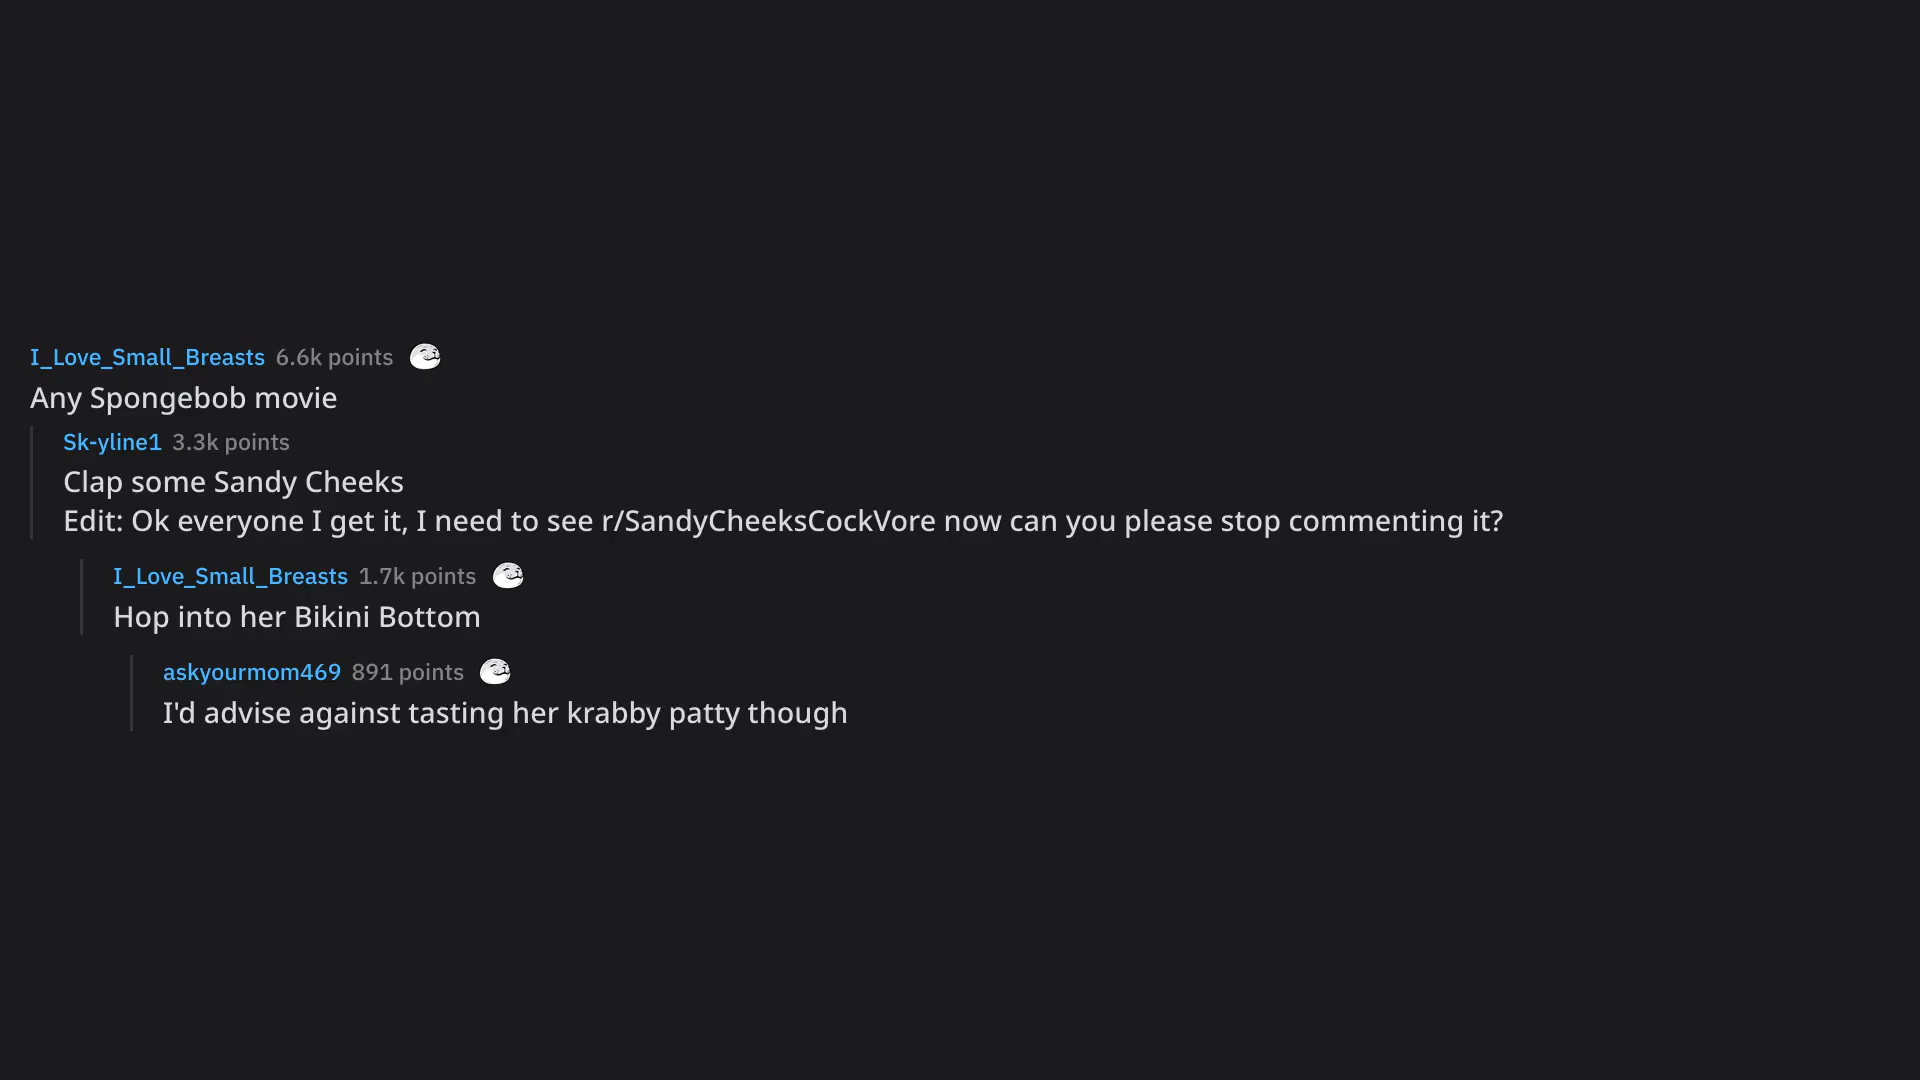 I_Love_Small_Breasts 6.6k points
Any Spongebob movie
Sk-yline1 3.3k points
Clap some Sandy Cheeks
Edit: Ok everyone I get it, I need to see r/SandyCheeksCockVore now can you please stop commenting it?
I_Love_Small_Breasts 1.7k points
Hop into her Bikini Bottom
askyourmom469 891 points
I'd advise against tasting her krabby patty though